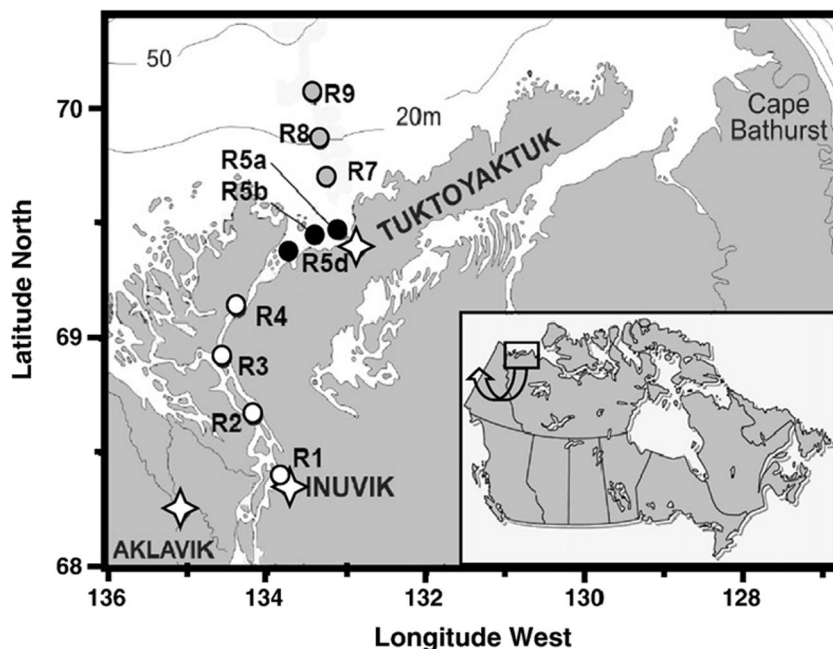 50
20m
Cape
Bathurst
R9
R8
R7
R5a
R5b
R5d
TUKTOYAKTUK
R4
R3
R2
R1
INUVIK
AKLAVIK
70
69
68
136
134
132
130
128
Latitude North
Longitude West